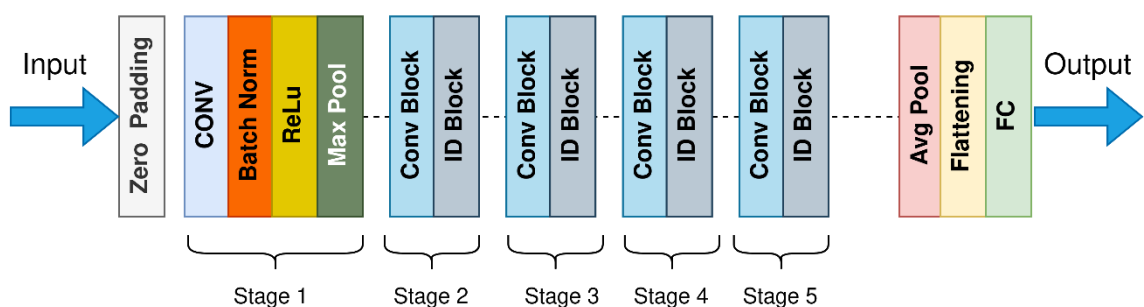 Input
Zero Padding
CONV
Batch Norm
ReLu
Max Pool
Conv Block
ID Block
Conv Block
ID Block
Conv Block
ID Block
Conv Block
ID Block
Avg Pool
Flattening
FC
Output
Stage 1
Stage 2
Stage 3
Stage 4
Stage 5